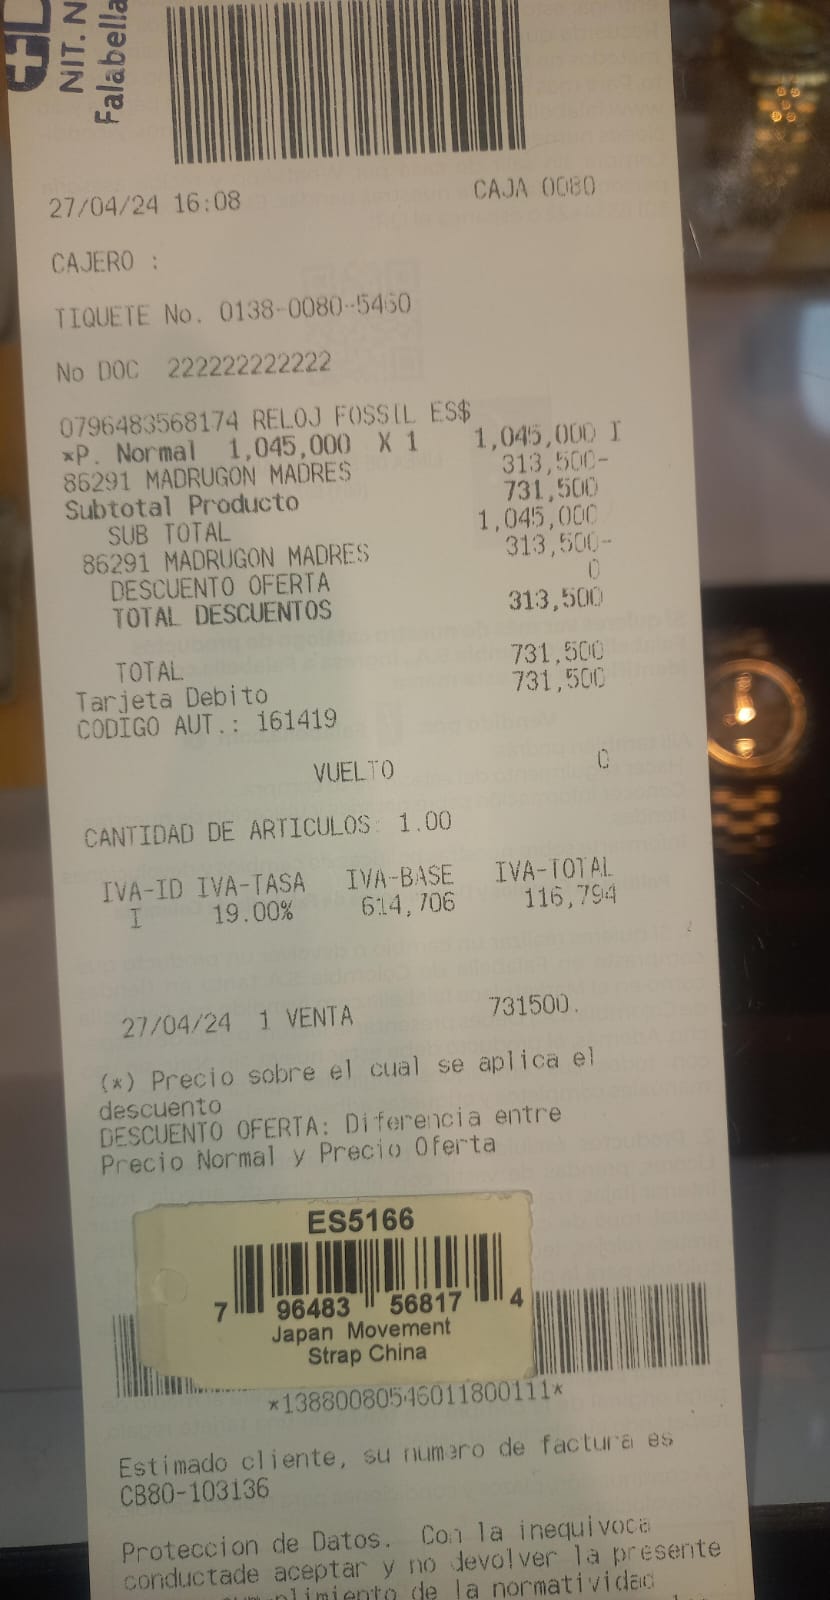 NIT. N
Falabella
27/04/24 16:08 CAJA 0080
CAJERO :
TIQUETE No. 0138-0080-5460
No DOC 222222222222
0796483568174 RELOJ FOSSIL ES$
*P. Normal 1,045,000 X 1 1,045,000 I
86291 MADRUGON MADRES 313,500-
Subtotal Producto 731,500
SUB TOTAL 1,045,000
86291 MADRUGON MADRES 313,500-
DESCUENTO OFERTA 0
TOTAL DESCUENTOS 313,500
TOTAL 731,500
Tarjeta Debito 731,500
CODIGO AUT.: 161419
VUELTO 0
CANTIDAD DE ARTICULOS: 1.00
IVA-ID IVA-TASA IVA-BASE IVA-TOTAL
I 19.00% 614,706 116,794
27/04/24 1 VENTA 731500.
(*) Precio sobre el cual se aplica el
descuento
DESCUENTO OFERTA: Diferencia entre
Precio Normal y Precio Oferta
ES5166
7 96483 56817 4
Japan Movement
Strap China
*13880080546011800111*
Estimado cliente, su numero de factura es
CB80-103136
Proteccion de Datos. Con la inequivoca
conductade aceptar y no devolver la presente
de la normatividad